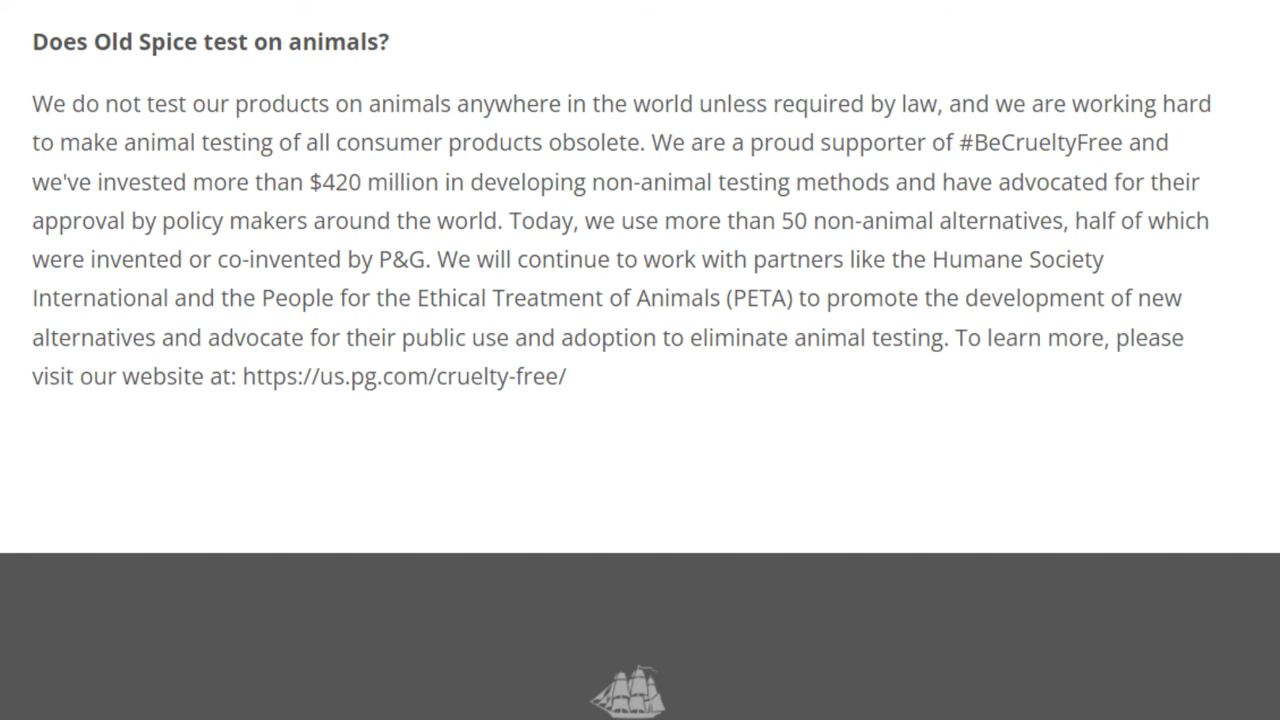 Does Old Spice test on animals?
We do not test our products on animals anywhere in the world unless required by law, and we are working hard
to make animal testing of all consumer products obsolete. We are a proud supporter of #BeCrueltyFree and
we've invested more than $420 million in developing non-animal testing methods and have advocated for their
approval by policy makers around the world. Today, we use more than 50 non-animal alternatives, half of which
were invented or co-invented by P&G. We will continue to work with partners like the Humane Society
International and the People for the Ethical Treatment of Animals (PETA) to promote the development of new
alternatives and advocate for their public use and adoption to eliminate animal testing. To learn more, please
visit our website at: https://us.pg.com/cruelty-free/